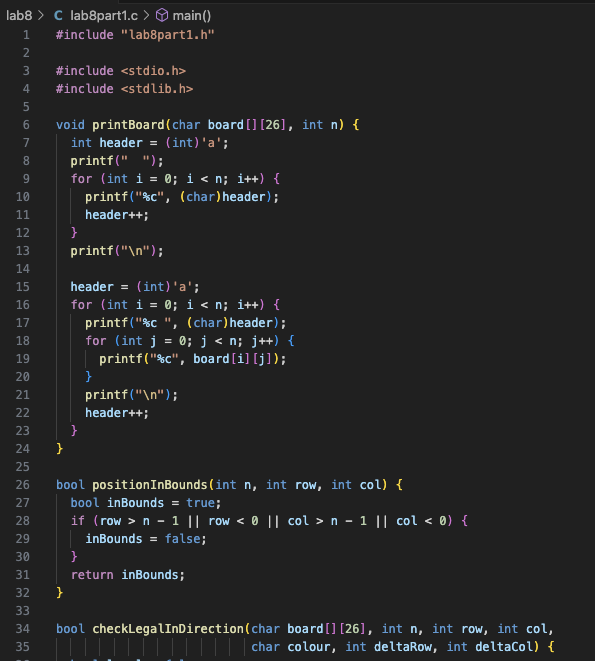 lab8 > C lab8part1.c > main()
1 #include "lab8part1.h"
2
3 #include <stdio.h>
4 #include <stdlib.h>
5
6 void printBoard(char board[][26], int n) {
7   int header = (int)'a';
8   printf("  ");
9   for (int i = 0; i < n; i++) {
10     printf("%c", (char)header);
11     header++;
12   }
13   printf("\n");
14
15   header = (int)'a';
16   for (int i = 0; i < n; i++) {
17     printf("%c ", (char)header);
18     for (int j = 0; j < n; j++) {
19       printf("%c", board[i][j]);
20     }
21     printf("\n");
22     header++;
23   }
24 }
25
26 bool positionInBounds(int n, int row, int col) {
27   bool inBounds = true;
28   if (row > n - 1 || row < 0 || col > n - 1 || col < 0) {
29     inBounds = false;
30   }
31   return inBounds;
32 }
33
34 bool checkLegalInDirection(char board[][26], int n, int row, int col,
35                            char colour, int deltaRow, int deltaCol) {